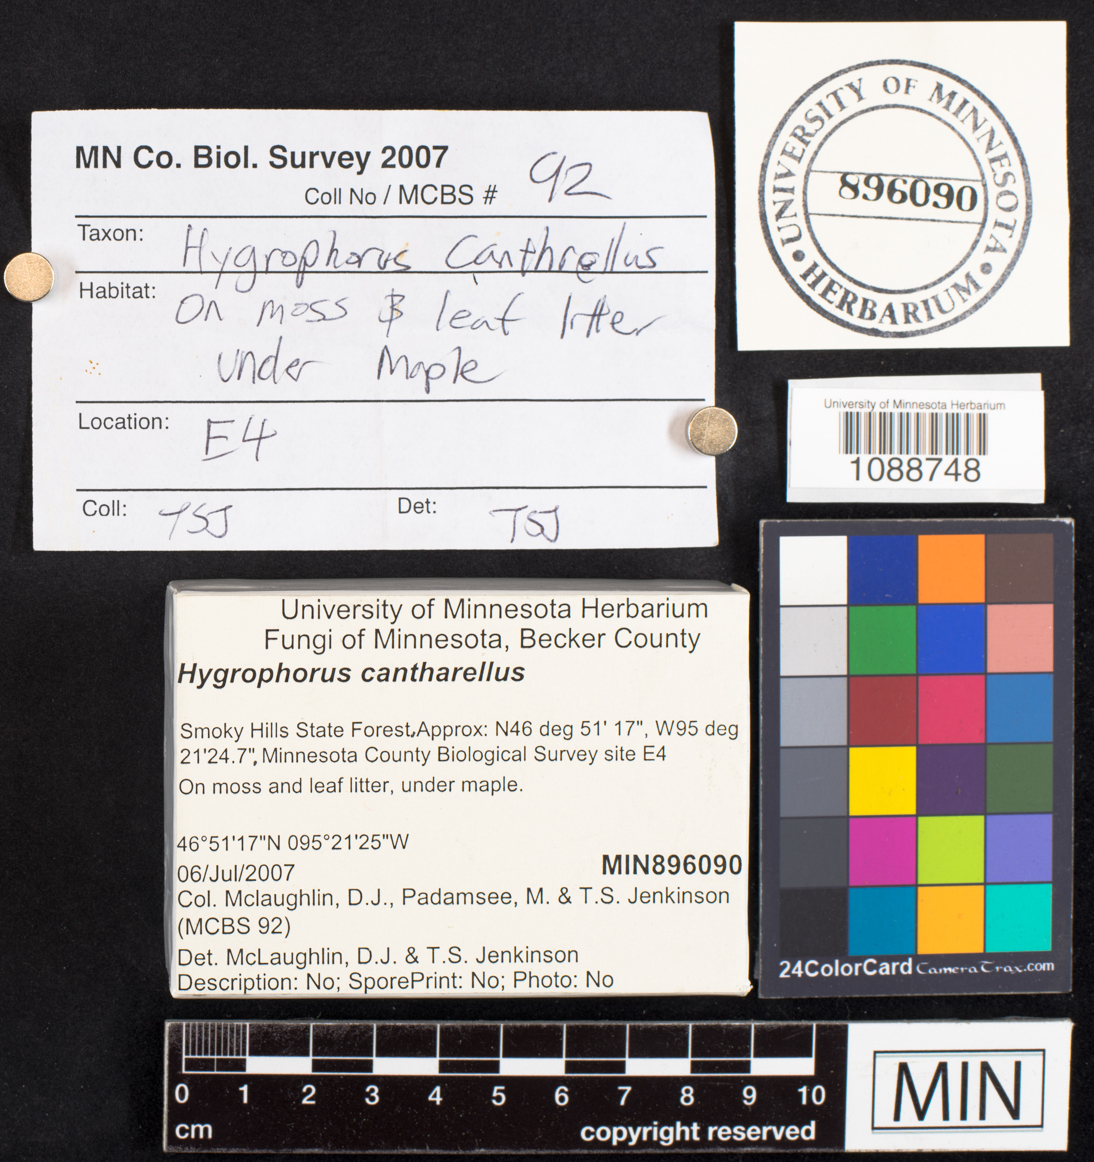 MN Co. Biol. Survey 2007
Coll No / MCBS # 92
Taxon: Hygrophorus Canthrellus
Habitat: On moss & leaf litter
under Maple
Location: E4
Coll: TSJ Det: TSJ
UNIVERSITY OF MINNESOTA
896090
• HERBARIUM •
University of Minnesota Herbarium
1088748
University of Minnesota Herbarium
Fungi of Minnesota, Becker County
Hygrophorus cantharellus
Smoky Hills State Forest,Approx: N46 deg 51' 17", W95 deg
21'24.7", Minnesota County Biological Survey site E4
On moss and leaf litter, under maple.
46°51'17"N 095°21'25"W
06/Jul/2007 MIN896090
Col. Mclaughlin, D.J., Padamsee, M. & T.S. Jenkinson
(MCBS 92)
Det. McLaughlin, D.J. & T.S. Jenkinson
Description: No; SporePrint: No; Photo: No
24ColorCard CameraTrax.com
0 1 2 3 4 5 6 7 8 9 10
cm copyright reserved
MIN